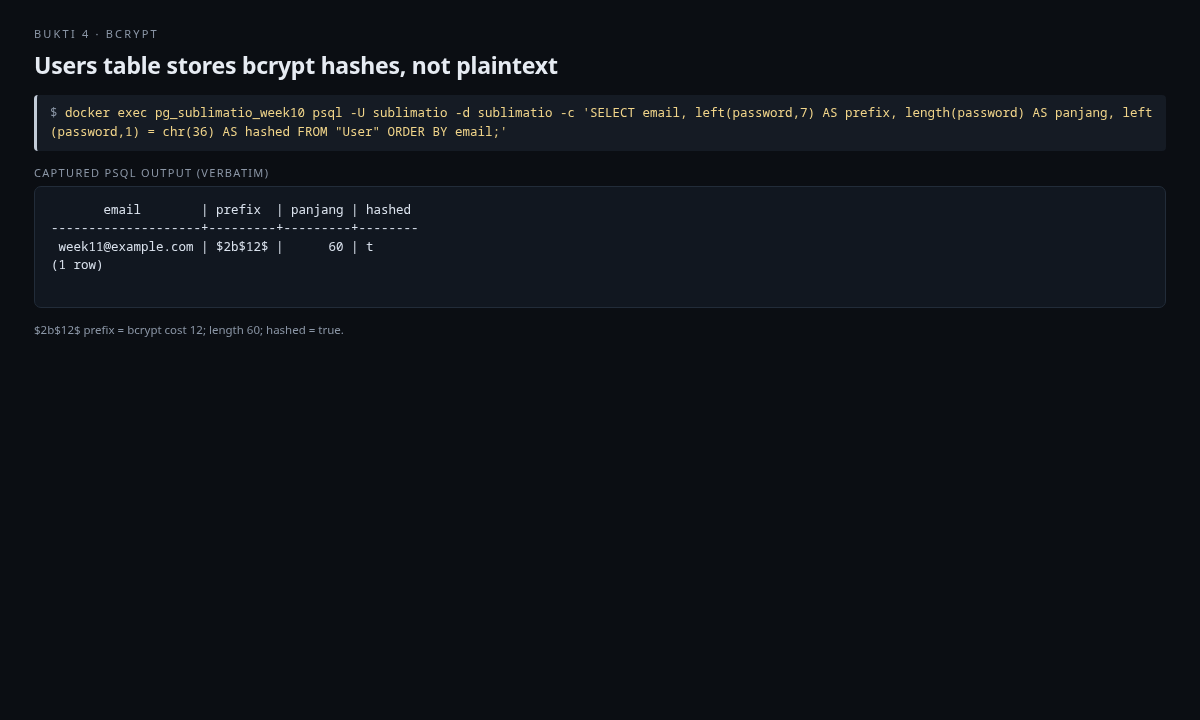 BUKTI 4 · BCRYPT
Users table stores bcrypt hashes, not plaintext
$ docker exec pg_sublimatio_week10 psql -U sublimatio -d sublimatio -c 'SELECT email, left(password,7) AS prefix, length(password) AS panjang, left
(password,1) = chr(36) AS hashed FROM "User" ORDER BY email;'
CAPTURED PSQL OUTPUT (VERBATIM)
       email        | prefix  | panjang | hashed
--------------------+---------+---------+--------
 week11@example.com | $2b$12$ |      60 | t
(1 row)
$2b$12$ prefix = bcrypt cost 12; length 60; hashed = true.